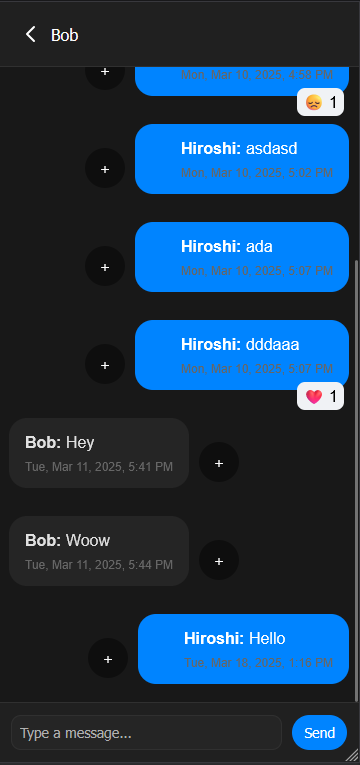 Bob
Mon, Mar 10, 2025, 4:58 PM
😞 1
Hiroshi: asdasd
+
Mon, Mar 10, 2025, 5:02 PM
Hiroshi: ada
+
Mon, Mar 10, 2025, 5:07 PM
Hiroshi: dddaaa
+
Mon, Mar 10, 2025, 5:07 PM
❤️ 1
Bob: Hey
+
Tue, Mar 11, 2025, 5:41 PM
Bob: Woow
+
Tue, Mar 11, 2025, 5:44 PM
Hiroshi: Hello
+
Tue, Mar 18, 2025, 1:16 PM
Type a message...
Send